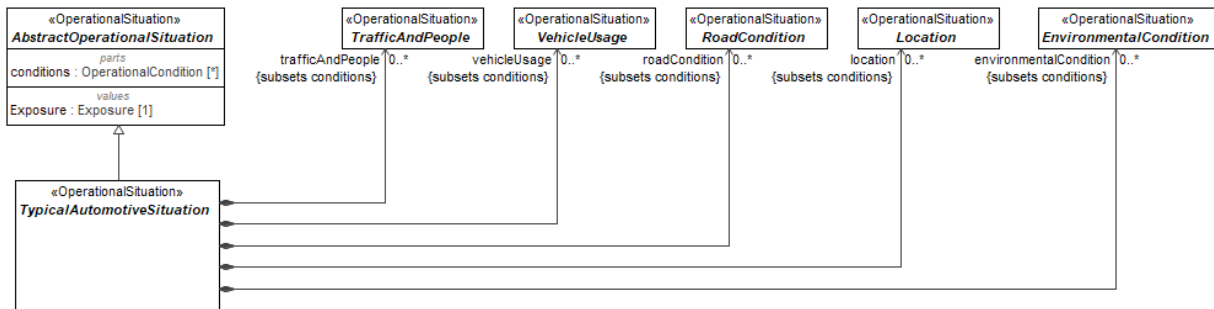 «OperationalSituation»
AbstractOperationalSituation
parts
conditions : OperationalCondition [*]
values
Exposure : Exposure [1]
«OperationalSituation»
TrafficAndPeople
«OperationalSituation»
VehicleUsage
«OperationalSituation»
RoadCondition
«OperationalSituation»
Location
«OperationalSituation»
EnvironmentalCondition
trafficAndPeople 0..*
{subsets conditions}
vehicleUsage 0..*
{subsets conditions}
roadCondition 0..*
{subsets conditions}
location 0..*
{subsets conditions}
environmentalCondition 0..*
{subsets conditions}
«OperationalSituation»
TypicalAutomotiveSituation